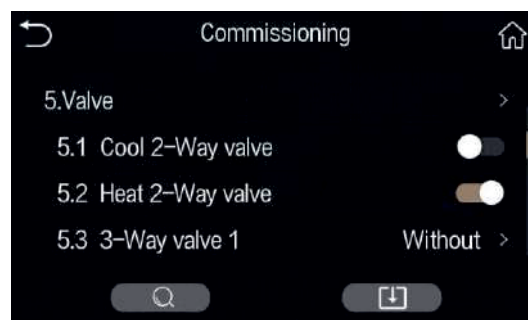 Commissioning
5.Valve
5.1 Cool 2-Way valve
5.2 Heat 2-Way valve
5.3 3-Way valve 1 Without